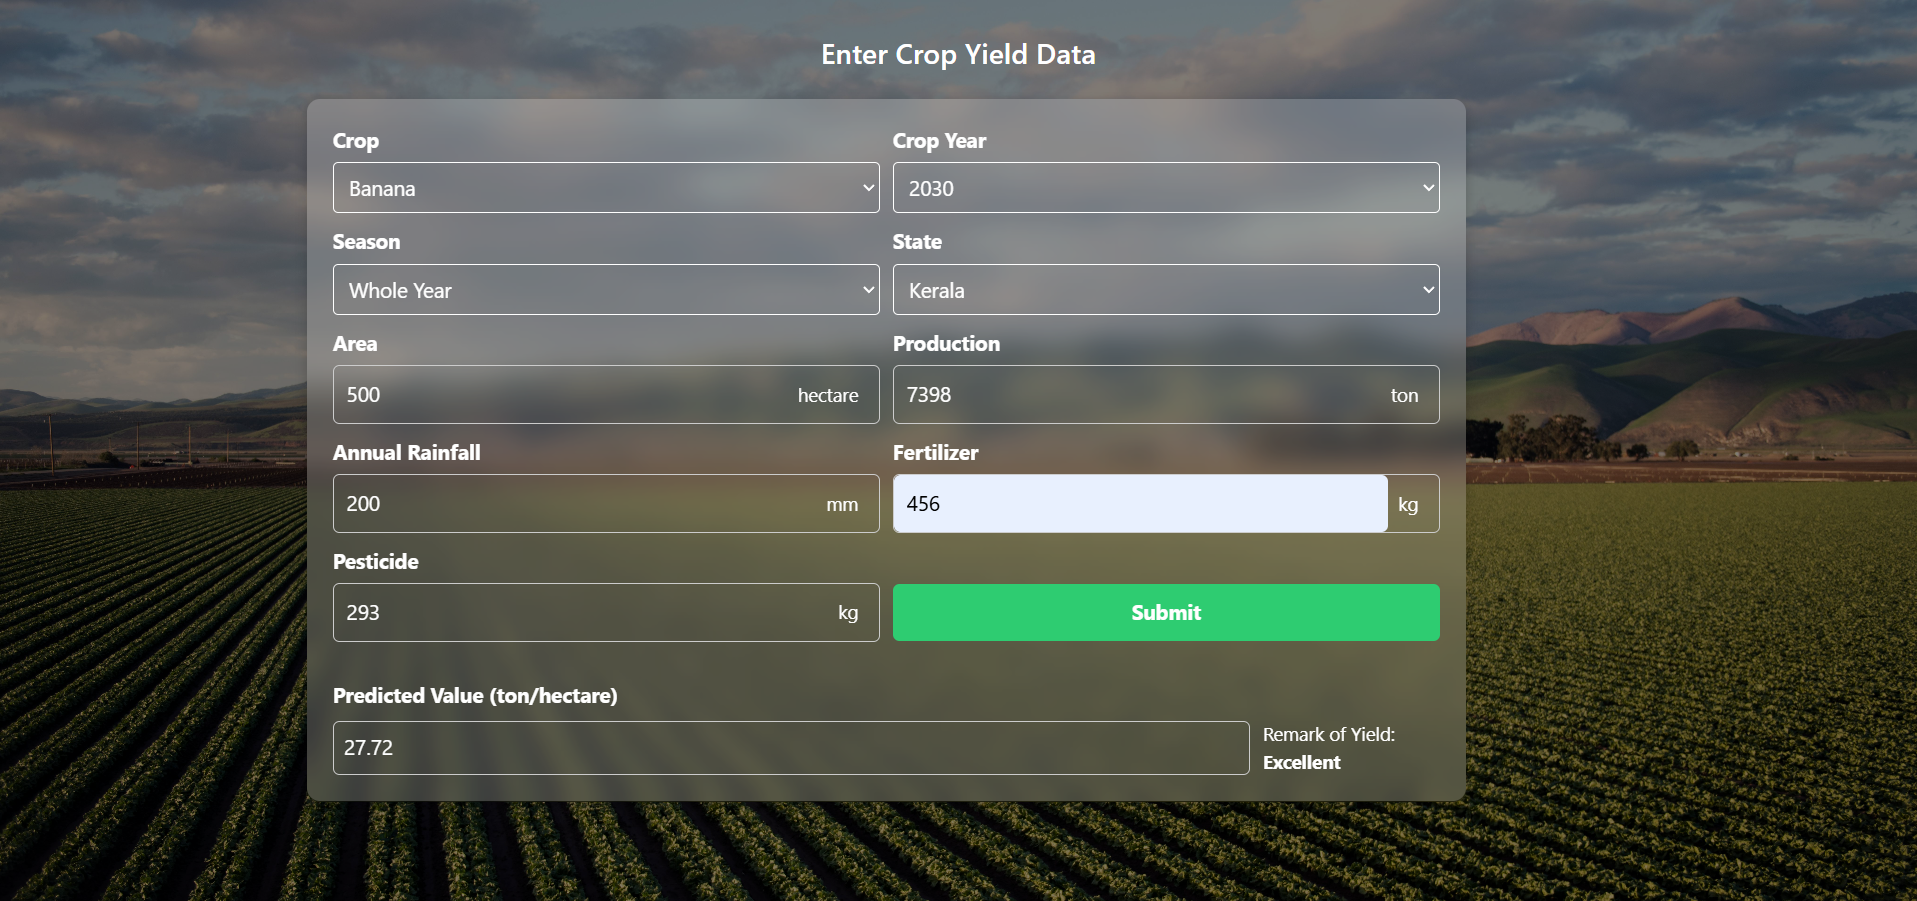 Enter Crop Yield Data
Crop
Crop Year
Banana
2030
Season
State
Whole Year
Kerala
Area
Production
500 hectare
7398 ton
Annual Rainfall
Fertilizer
200 mm
456 kg
Pesticide
293 kg
Submit
Predicted Value (ton/hectare)
27.72
Remark of Yield:
Excellent